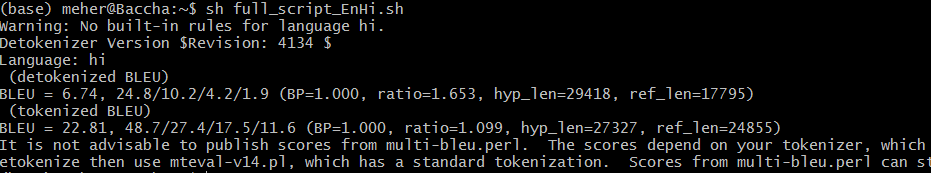 (base) meher@Baccha:~$ sh full_script_EnHi.sh
Warning: No built-in rules for language hi.
Detokenizer Version $Revision: 4134 $
Language: hi
 (detokenized BLEU)
BLEU = 6.74, 24.8/10.2/4.2/1.9 (BP=1.000, ratio=1.653, hyp_len=29418, ref_len=17795)
 (tokenized BLEU)
BLEU = 22.81, 48.7/27.4/17.5/11.6 (BP=1.000, ratio=1.099, hyp_len=27327, ref_len=24855)
It is not advisable to publish scores from multi-bleu.perl.  The scores depend on your tokenizer, which
etokenize then use mteval-v14.pl, which has a standard tokenization.  Scores from multi-bleu.perl can st